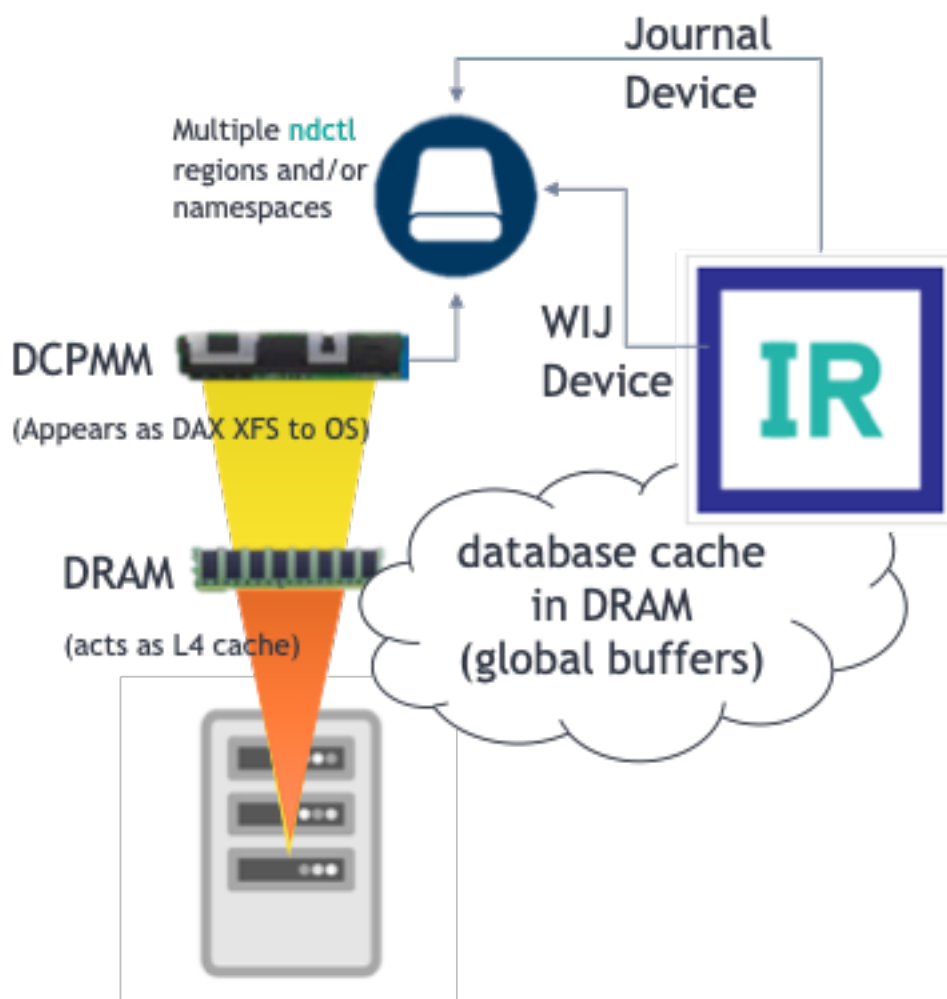 Journal
Device
Multiple ndctl
regions and/or
namespaces
WIJ
Device
DCPMM
(Appears as DAX XFS to OS)
IR
DRAM
(acts as L4 cache)
database cache
in DRAM
(global buffers)